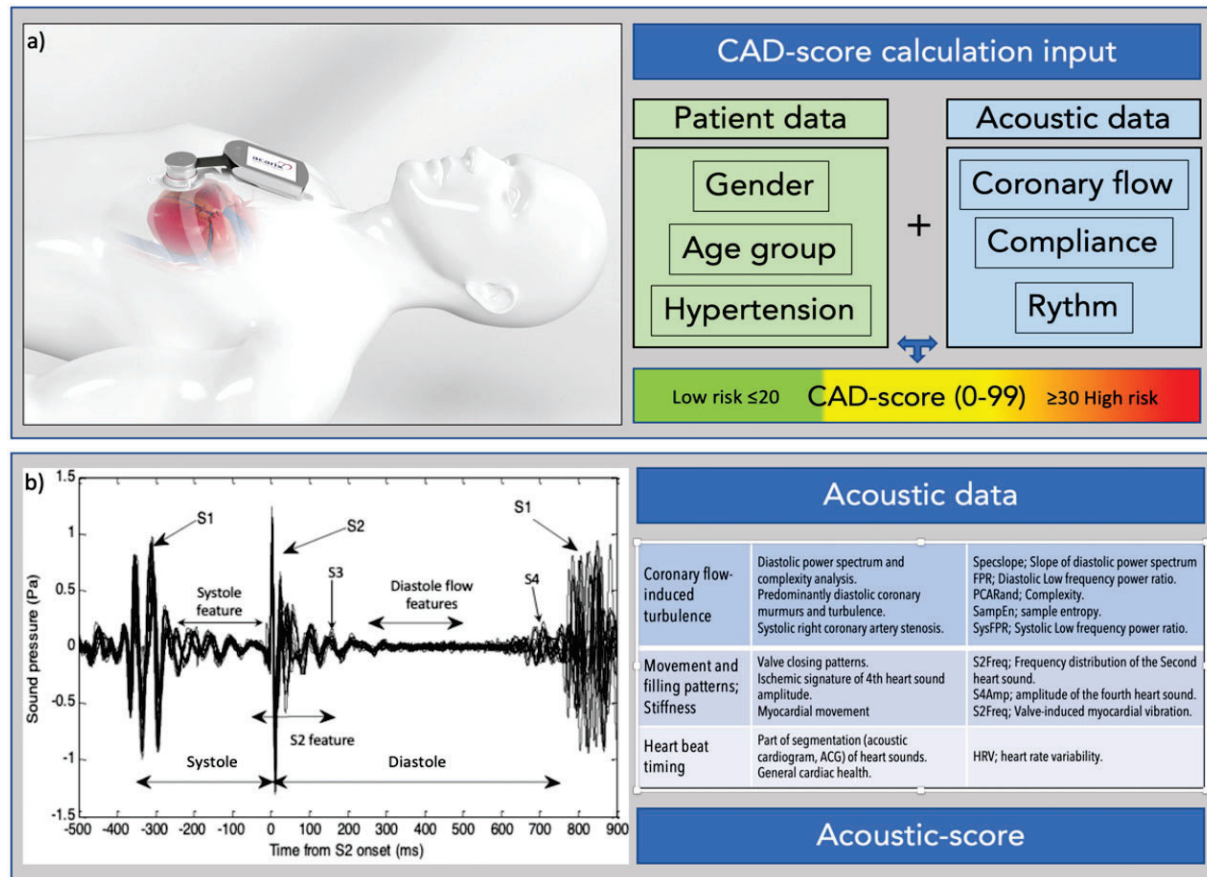 a)
acarix
CAD-score calculation input
Patient data
Gender
Age group
Hypertension
+
Acoustic data
Coronary flow
Compliance
Rythm
Low risk ≤20
CAD-score (0-99)
≥30 High risk
b)
Sound pressure (Pa)
1.5
1
0.5
0
-0.5
-1
-1.5
S1
S2
S1
Systole
feature
S3
Diastole flow
features
S4
S2 feature
Systole
Diastole
-500 -400 -300 -200 -100 0 100 200 300 400 500 600 700 800 900
Time from S2 onset (ms)
Acoustic data
Coronary flow-
induced
turbulence
Diastolic power spectrum and
complexity analysis.
Predominantly diastolic coronary
murmurs and turbulence.
Systolic right coronary artery stenosis.
Specslope; Slope of diastolic power spectrum
FPR; Diastolic Low frequency power ratio.
PCARand; Complexity.
SampEn; sample entropy.
SysFPR; Systolic Low frequency power ratio.
Movement and
filling patterns;
Stiffness
Valve closing patterns.
Ischemic signature of 4th heart sound
amplitude.
Myocardial movement
S2Freq; Frequency distribution of the Second
heart sound.
S4Amp; amplitude of the fourth heart sound.
S2Freq; Valve-induced myocardial vibration.
Heart beat
timing
Part of segmentation (acoustic
cardiogram, ACG) of heart sounds.
General cardiac health.
HRV; heart rate variability.
Acoustic-score